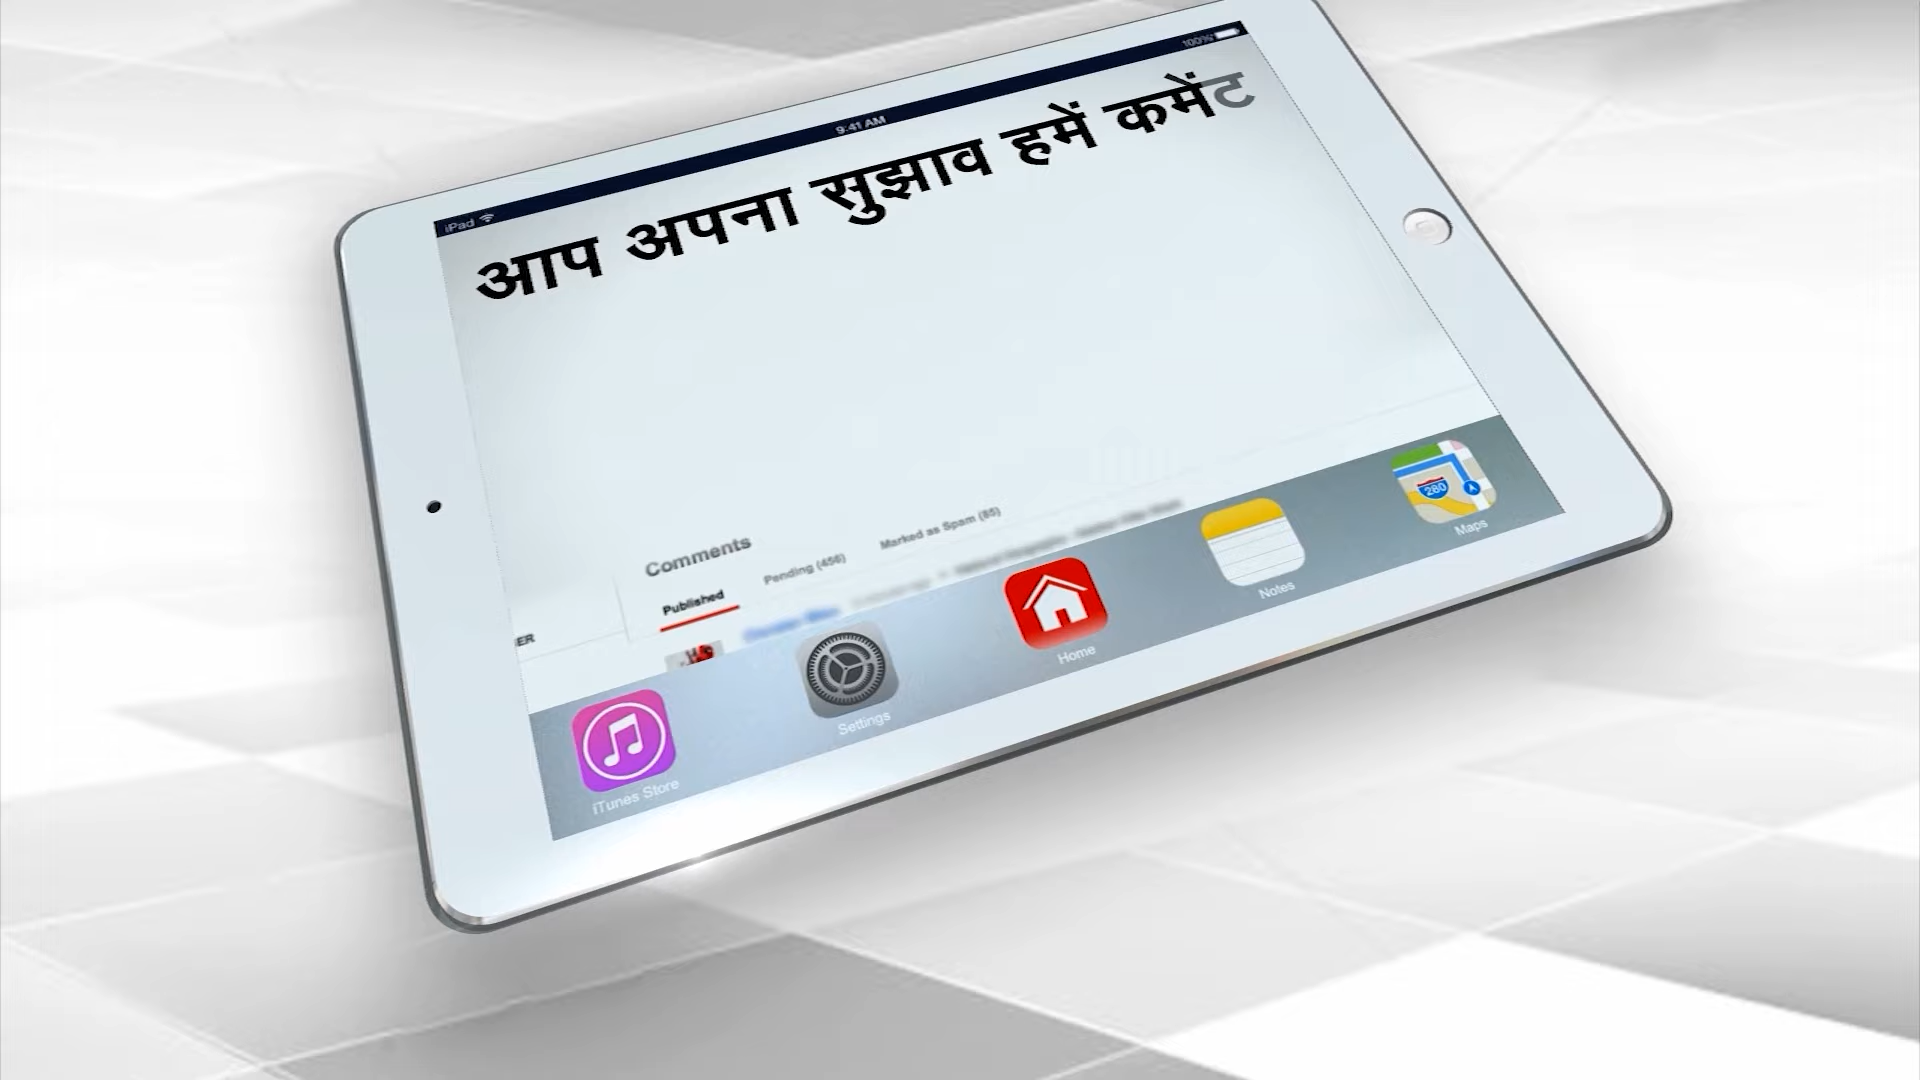 iPad
9:41 AM
100%
आप अपना सुझाव हमें कमेंट
Comments
Published
Pending (456)
Marked as Spam (85)
ER
iTunes Store
Settings
Home
Notes
Maps
280